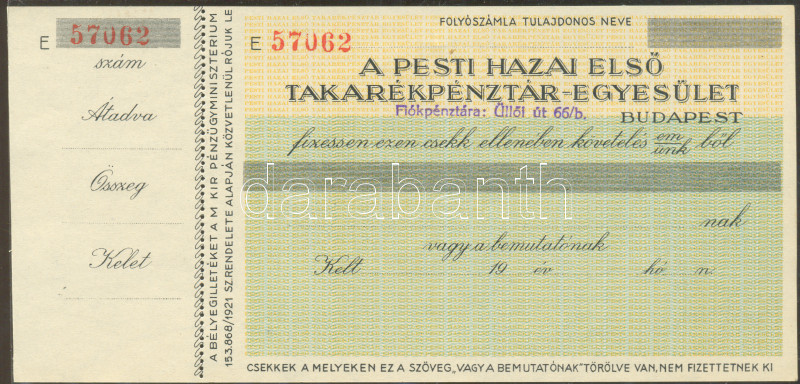 E 57062
szám
Átadva
Összeg
Kelet
A BÉLYEGILLETÉKET A M KIR PÉNZÜGYMINISZTERIUM
153.868/1921 SZ. RENDELETE ALAPJÁN KÖZVETLENÜL RÓJUK LE
FOLYÓSZÁMLA TULAJDONOS NEVE
E 57062
A PESTI HAZAI ELSŐ
TAKARÉKPÉNZTÁR-EGYESÜLET
Fiókpénztára: Üllői út 66/b.
BUDAPEST
fizessen ezen csekk ellenében követelés em/ünk ből
darabanth
nak
vagy a bemutatónak
Kelt 19 év hó n.
CSEKKEK A MELYEKEN EZ A SZÖVEG „VAGY A BEMUTATÓNAK" TÖRÖLVE VAN, NEM FIZETTETNEK KI